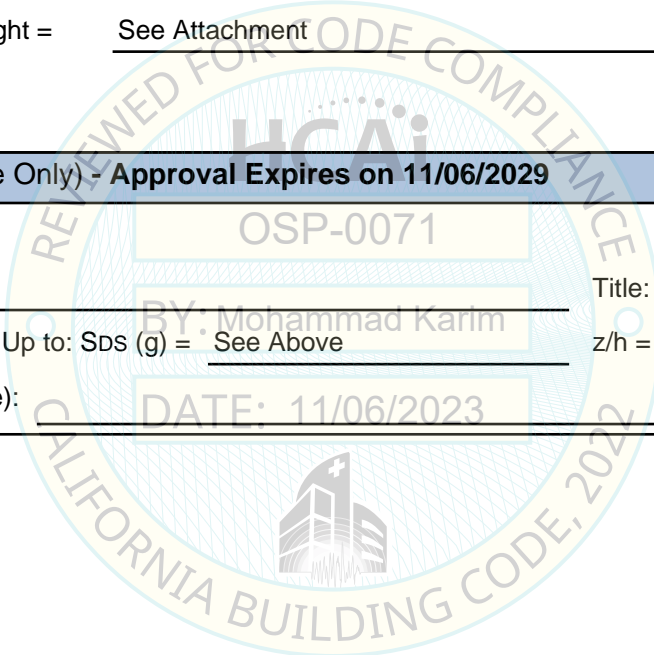 ght = See Attachment
REVIEWED FOR CODE COMPLIANCE
HCAi
e Only) - Approval Expires on 11/06/2029
OSP-0071
Title:
BY: Mohammad Karim
Up to: SDS (g) = See Above z/h =
e):
DATE: 11/06/2023
CALIFORNIA BUILDING CODE, 2022